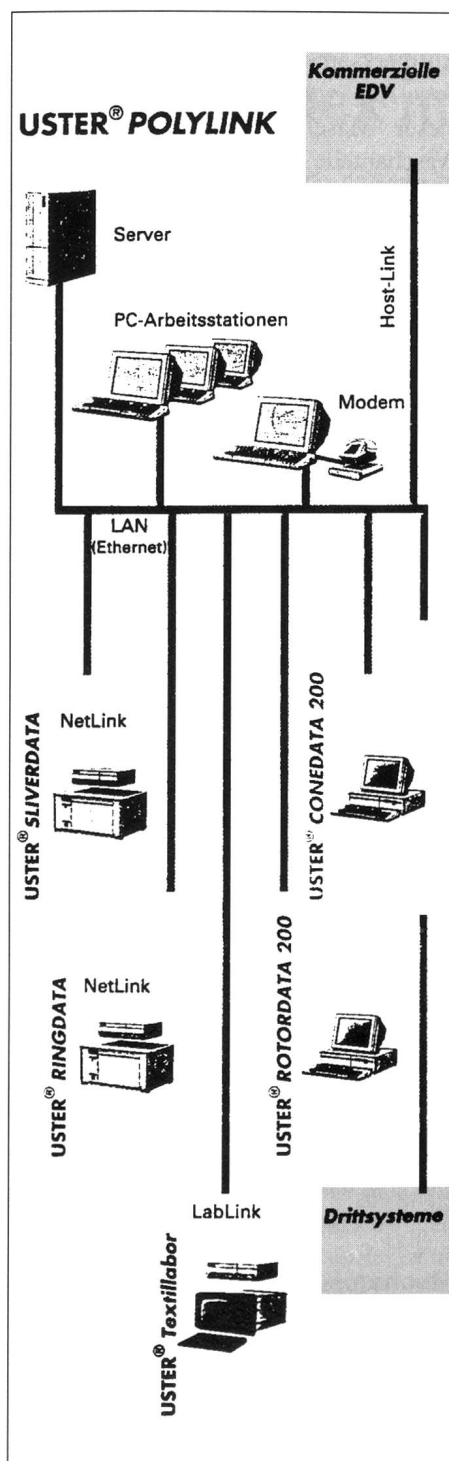 Kommerzielle
EDV
USTER® POLYLINK
Server
Host-Link
PC-Arbeitsstationen
Modem
LAN
(Ethernet)
USTER® SLIVERDATA
NetLink
USTER® CONEDATA 200
USTER® RINGDATA
NetLink
USTER® ROTORDATA 200
LabLink
USTER® Textillabor
Drittsysteme